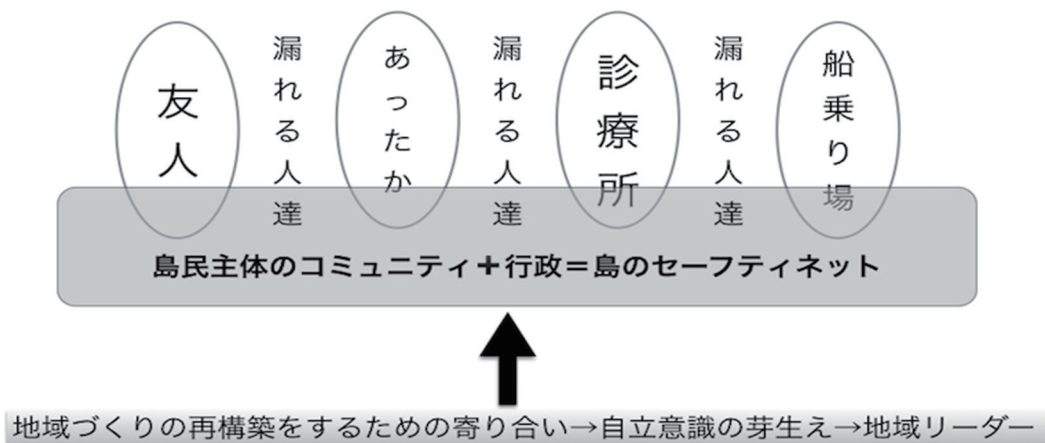 友人
漏れる人達
あったか
漏れる人達
診療所
漏れる人達
船乗り場
島民主体のコミュニティ+行政=島のセーフティネット
地域づくりの再構築をするための寄り合い→自立意識の芽生え→地域リーダー